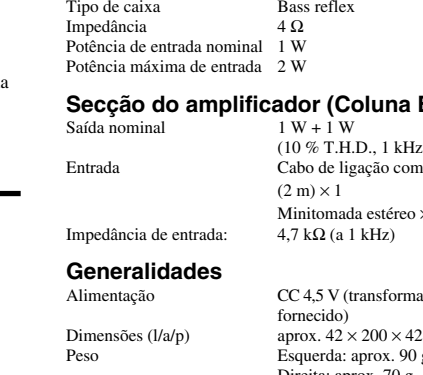 Tipo de caixa Bass reflex
Impedância 4 Ω
Potência de entrada nominal 1 W
Potência máxima de entrada 2 W
a
Secção do amplificador (Coluna
Saída nominal 1 W + 1 W
(10 % T.H.D., 1 kHz
Entrada Cabo de ligação com
(2 m) × 1
Minitomada estéreo ×
Impedância de entrada: 4,7 kΩ (a 1 kHz)
Generalidades
Alimentação CC 4,5 V (transforma
fornecido)
Dimensões (l/a/p) aprox. 42 × 200 × 42
Peso Esquerda: aprox. 90
Direita: aprox. 70 g